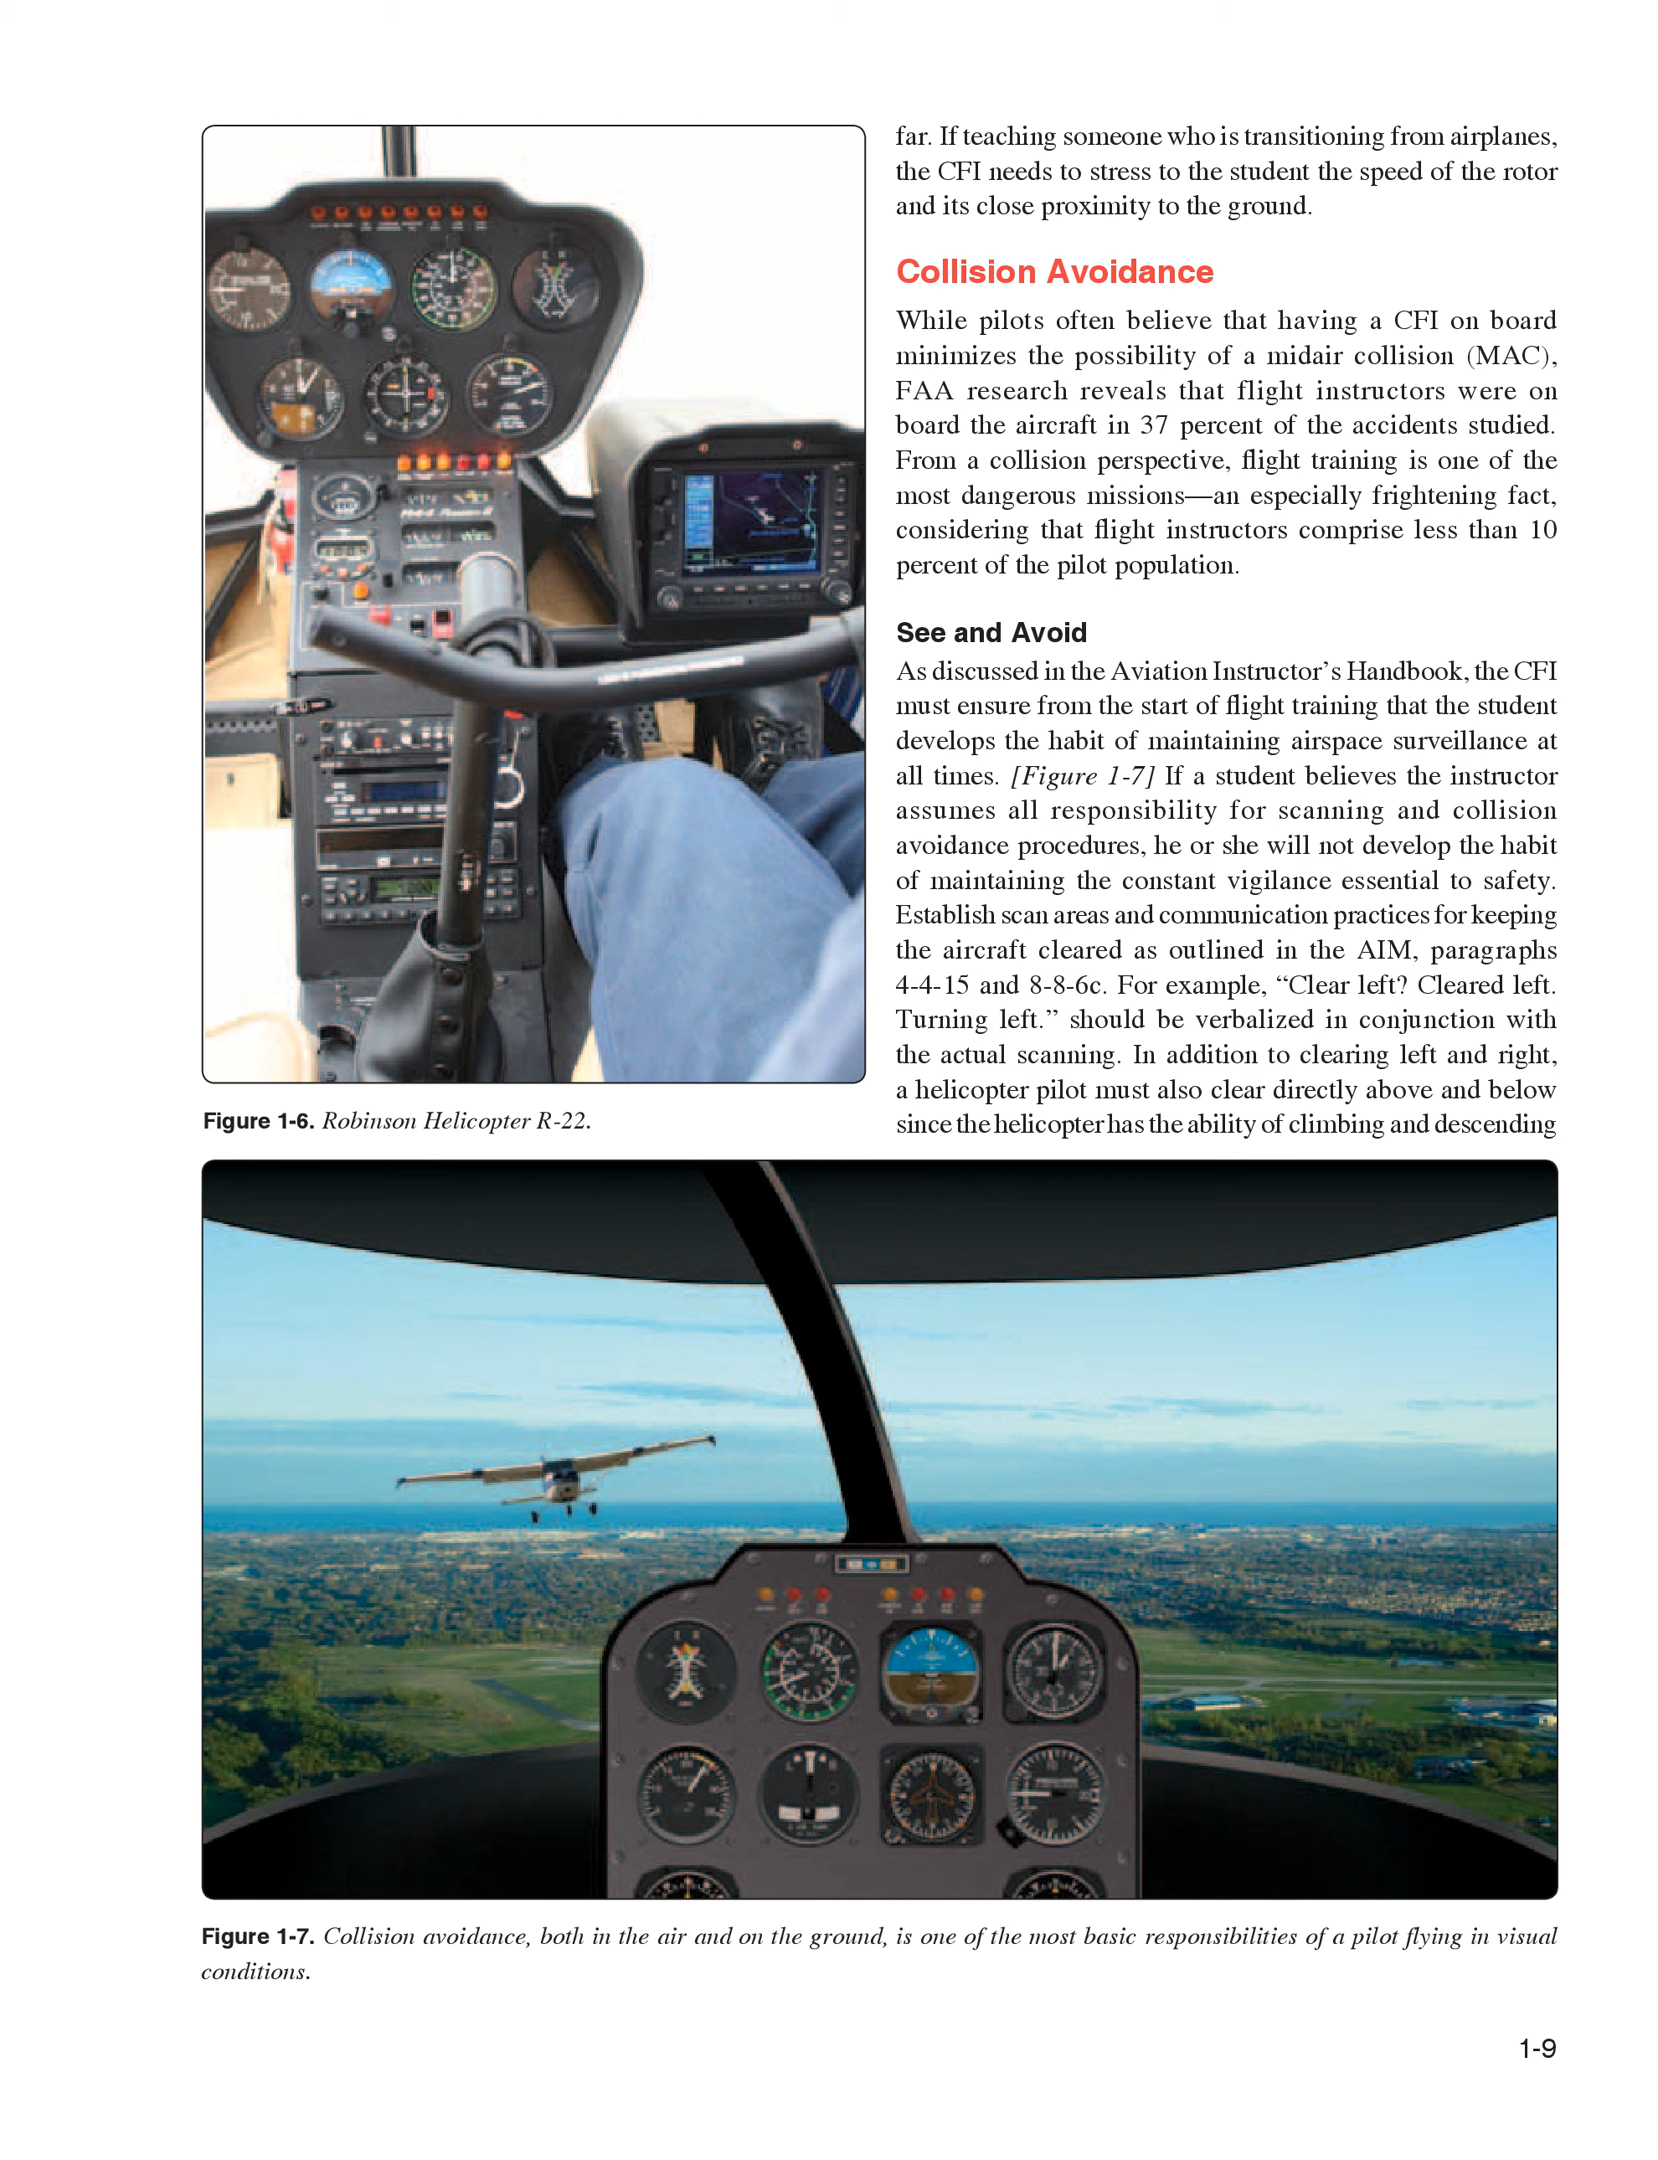 far. If teaching someone who is transitioning from airplanes,
the CFI needs to stress to the student the speed of the rotor
and its close proximity to the ground.
Collision Avoidance
While pilots often believe that having a CFI on board
minimizes the possibility of a midair collision (MAC),
FAA research reveals that flight instructors were on
board the aircraft in 37 percent of the accidents studied.
From a collision perspective, flight training is one of the
most dangerous missions—an especially frightening fact,
considering that flight instructors comprise less than 10
percent of the pilot population.
See and Avoid
As discussed in the Aviation Instructor’s Handbook, the CFI
must ensure from the start of flight training that the student
develops the habit of maintaining airspace surveillance at
all times. [Figure 1-7] If a student believes the instructor
assumes all responsibility for scanning and collision
avoidance procedures, he or she will not develop the habit
of maintaining the constant vigilance essential to safety.
Establish scan areas and communication practices for keeping
the aircraft cleared as outlined in the AIM, paragraphs
4-4-15 and 8-8-6c. For example, “Clear left? Cleared left.
Turning left.” should be verbalized in conjunction with
the actual scanning. In addition to clearing left and right,
a helicopter pilot must also clear directly above and below
since the helicopter has the ability of climbing and descending
Figure 1-6. Robinson Helicopter R-22.
Figure 1-7. Collision avoidance, both in the air and on the ground, is one of the most basic responsibilities of a pilot flying in visual
conditions.
1-9